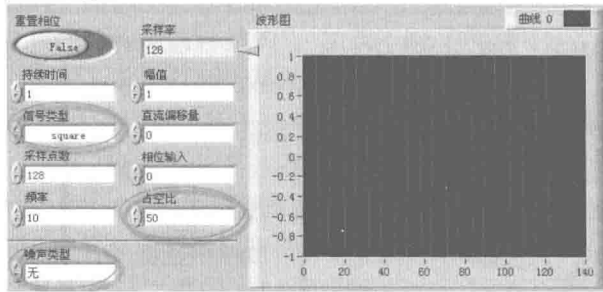 重置相位
False
采样率
128
持续时间
1
幅值
1
信号类型
square
直流偏移量
0
采样点数
128
相位输入
0
频率
10
占空比
50
噪声类型
无
波形图
曲线 0
1
0.8
0.6
0.4
0.2
0
-0.2
-0.4
-0.6
-0.8
-1
0 20 40 60 80 100 120 140